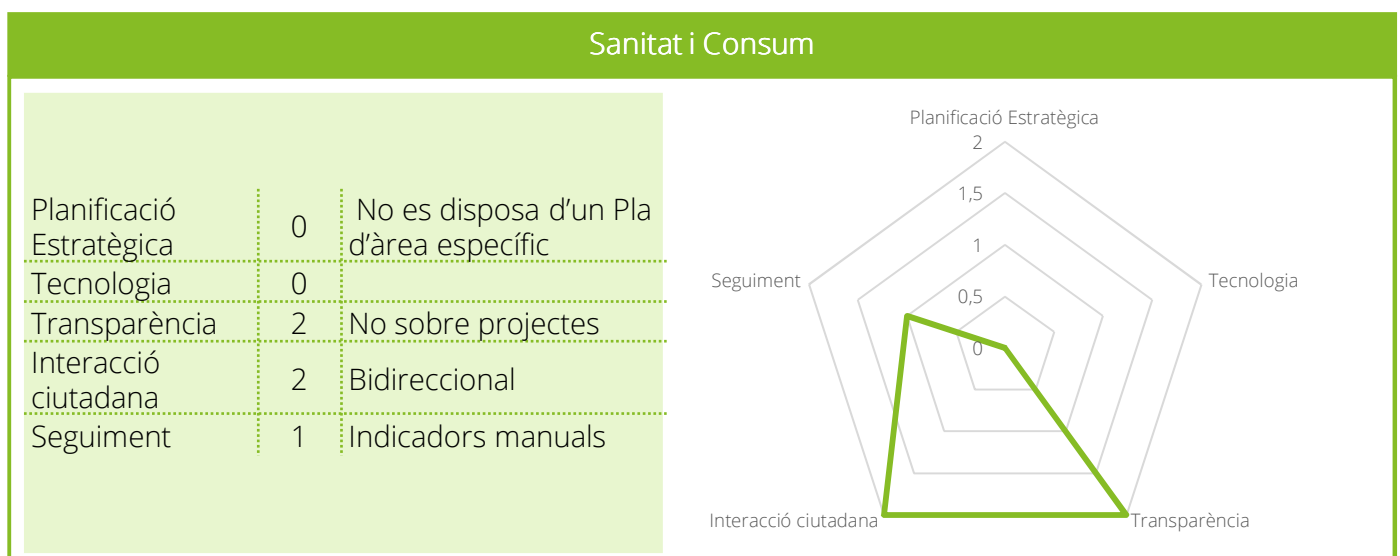 Sanitat i Consum
Planificació
Estratègica
0
No es disposa d'un Pla
d'àrea específic
Tecnologia
0
Transparència
2
No sobre projectes
Interacció
ciutadana
2
Bidireccional
Seguiment
1
Indicadors manuals
Planificació Estratègica
2
1,5
1
0,5
0
Seguiment
Tecnologia
Interacció ciutadana
Transparència